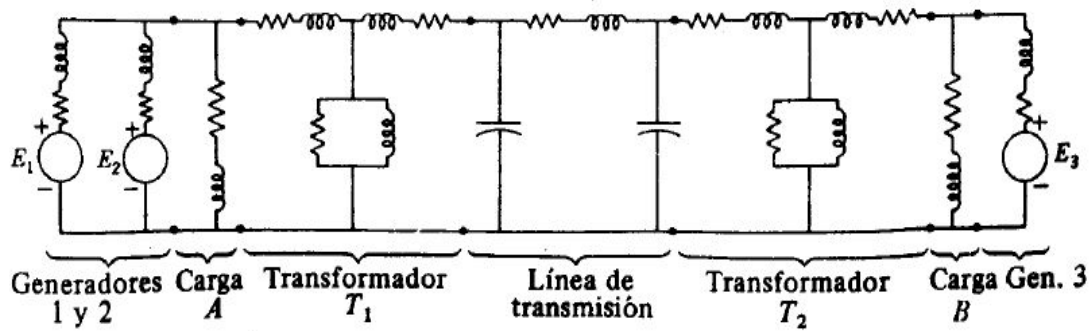 +
+
+
E₁
E₂
E₃
−
−
−
Generadores
1 y 2
Carga
A
Transformador
T₁
Línea de
transmisión
Transformador
T₂
Carga
B
Gen. 3